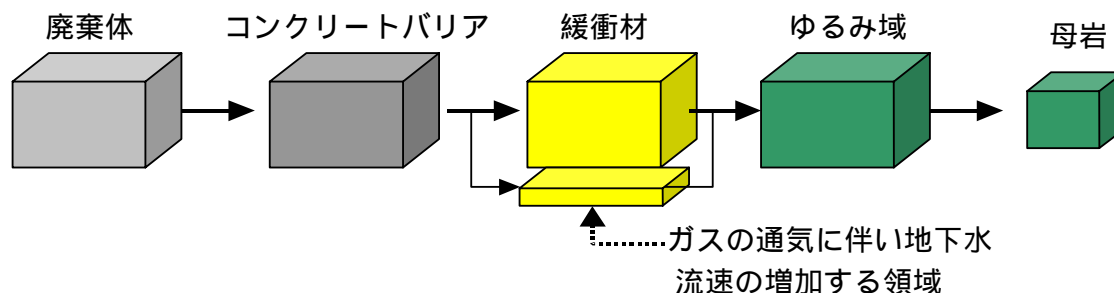 廃棄体
コンクリートバリア
緩衝材
ゆるみ域
母岩
ガスの通気に伴い地下水
流速の増加する領域